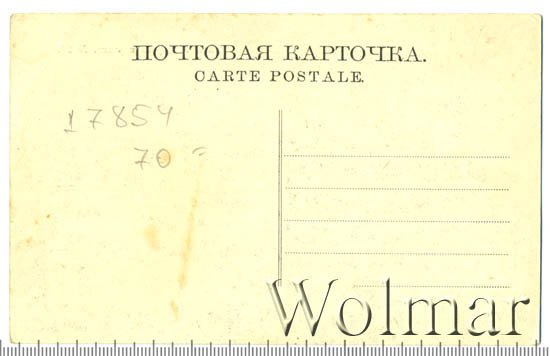 ПОЧТОВАЯ КАРТОЧКА.
CARTE POSTALE.
17854
70 =
Wolmar